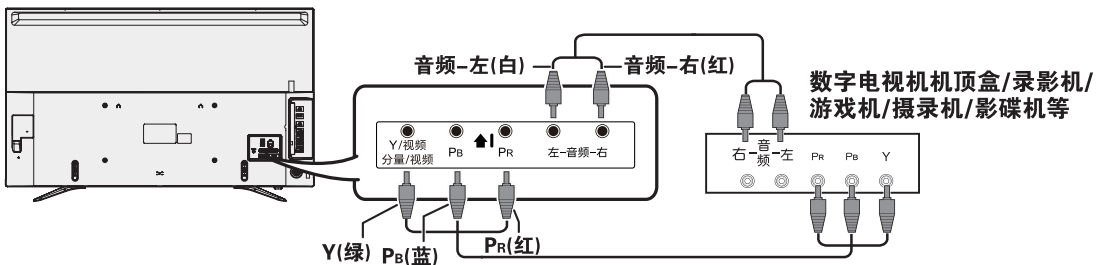 音频-左(白)
音频-右(红)
数字电视机机顶盒/录影机/
游戏机/摄录机/影碟机等
Y/视频
分量/视频
PB
PR
左-音频-右
右-音频-左
PR
PB
Y
Y(绿)
PB(蓝)
PR(红)